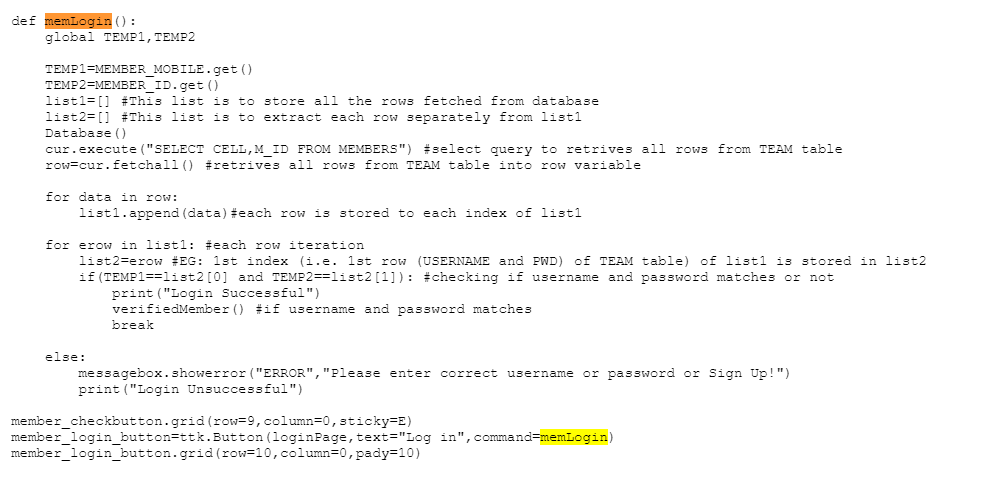 def memLogin():
    global TEMP1,TEMP2
    TEMP1=MEMBER_MOBILE.get()
    TEMP2=MEMBER_ID.get()
    list1=[] #This list is to store all the rows fetched from database
    list2=[] #This list is to extract each row separately from list1
    Database()
    cur.execute("SELECT CELL,M_ID FROM MEMBERS") #select query to retrives all rows from TEAM table
    row=cur.fetchall() #retrives all rows from TEAM table into row variable
    for data in row:
        list1.append(data)#each row is stored to each index of list1
    for erow in list1: #each row iteration
        list2=erow #EG: 1st index (i.e. 1st row (USERNAME and PWD) of TEAM table) of list1 is stored in list2
        if(TEMP1==list2[0] and TEMP2==list2[1]): #checking if username and password matches or not
            print("Login Successful")
            verifiedMember() #if username and password matches
            break
    else:
        messagebox.showerror("ERROR","Please enter correct username or password or Sign Up!")
        print("Login Unsuccessful")
member_checkbutton.grid(row=9,column=0,sticky=E)
member_login_button=ttk.Button(loginPage,text="Log in",command=memLogin)
member_login_button.grid(row=10,column=0,pady=10)